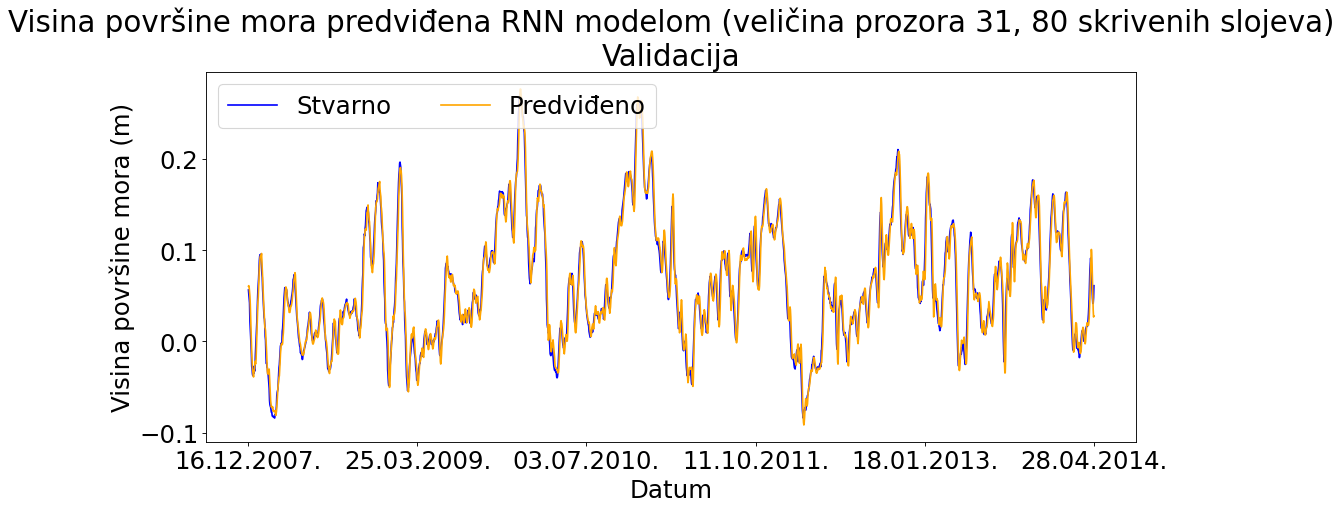 Visina površine mora predviđena RNN modelom (veličina prozora 31, 80 skrivenih slojeva)
Validacija
Stvarno
Predviđeno
Visina površine mora (m)
0.2
0.1
0.0
−0.1
16.12.2007.
25.03.2009.
03.07.2010.
11.10.2011.
18.01.2013.
28.04.2014.
Datum